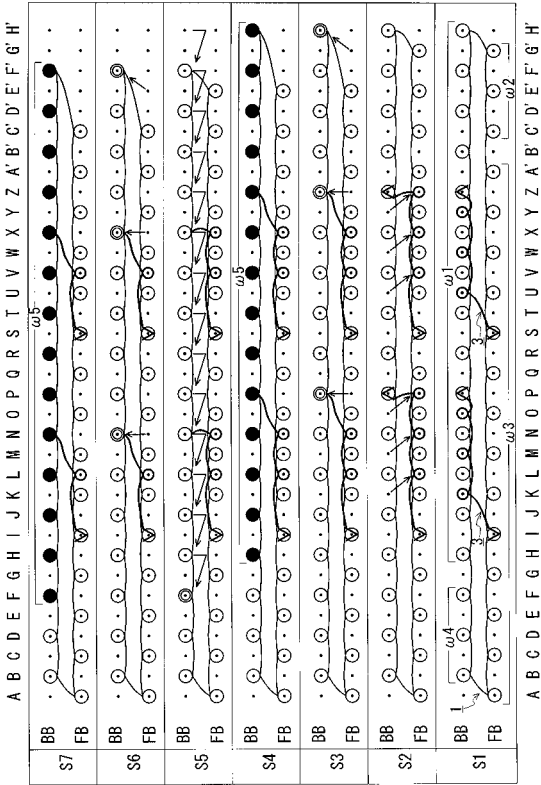 A B C D E F G H I J K L M N O P Q R S T U V W X Y Z A' B' C' D' E' F' G' H'
ω5
S7 BB
FB
S6 BB
FB
S5 BB
FB
ω5
S4 BB
FB
S3 BB
FB
S2 BB
FB
ω4 ω1
S1 BB
FB
1 3 3
ω3 ω2
A B C D E F G H I J K L M N O P Q R S T U V W X Y Z A' B' C' D' E' F' G' H'